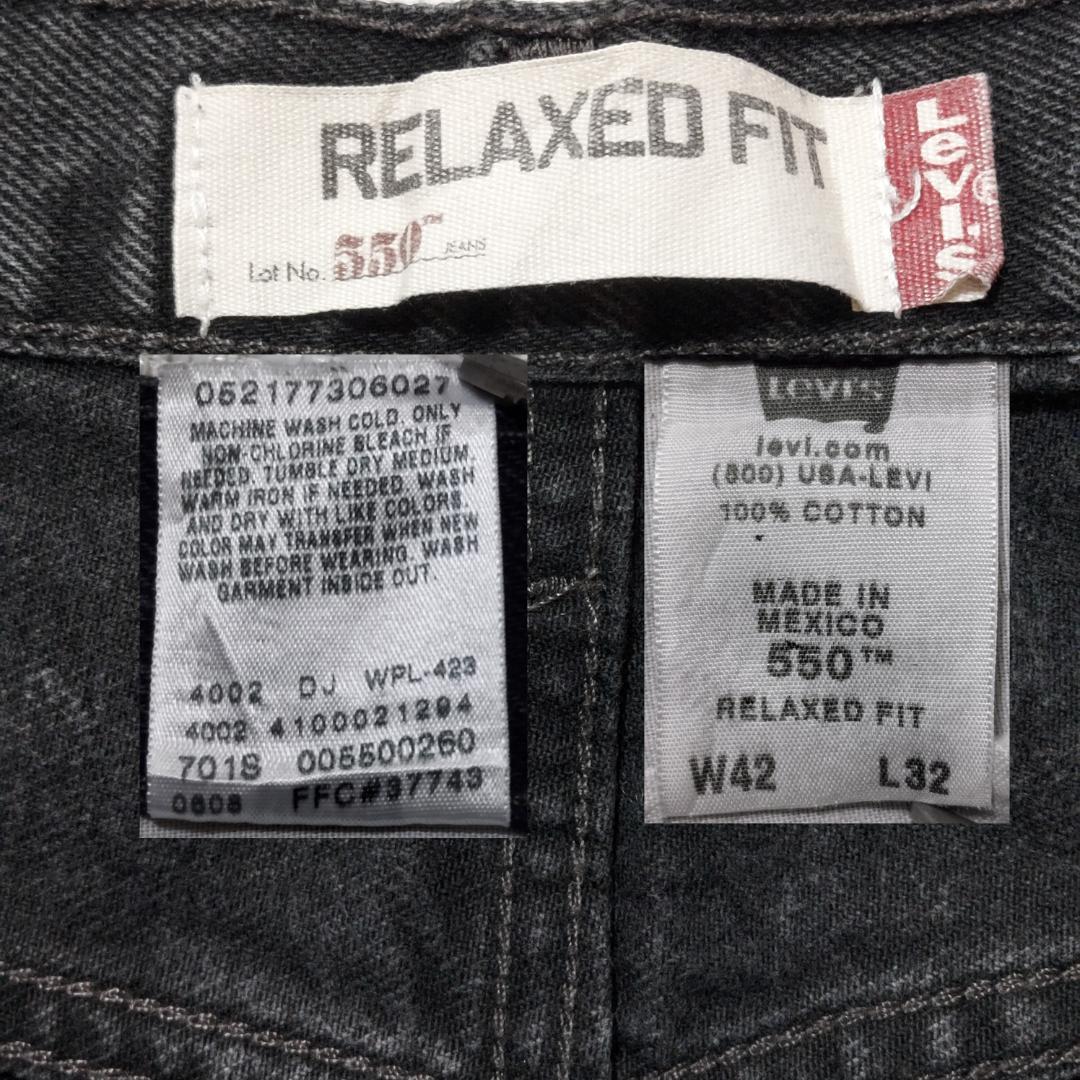 RELAXED FIT
Lot No. 550™ JEANS
LEVI'S®
052177306027
MACHINE WASH COLD. ONLY
NON-CHLORINE BLEACH IF
NEEDED. TUMBLE DRY MEDIUM.
WARM IRON IF NEEDED. WASH
AND DRY WITH LIKE COLORS.
COLOR MAY TRANSFER WHEN NEW
WASH BEFORE WEARING. WASH
GARMENT INSIDE OUT.
4002 DJ WPL-423
4002 4100021294
701S 005500260
0608 FFC#37743
Levi's
levi.com
(800) USA-LEVI
100% COTTON
MADE IN
MEXICO
550™
RELAXED FIT
W42 L32